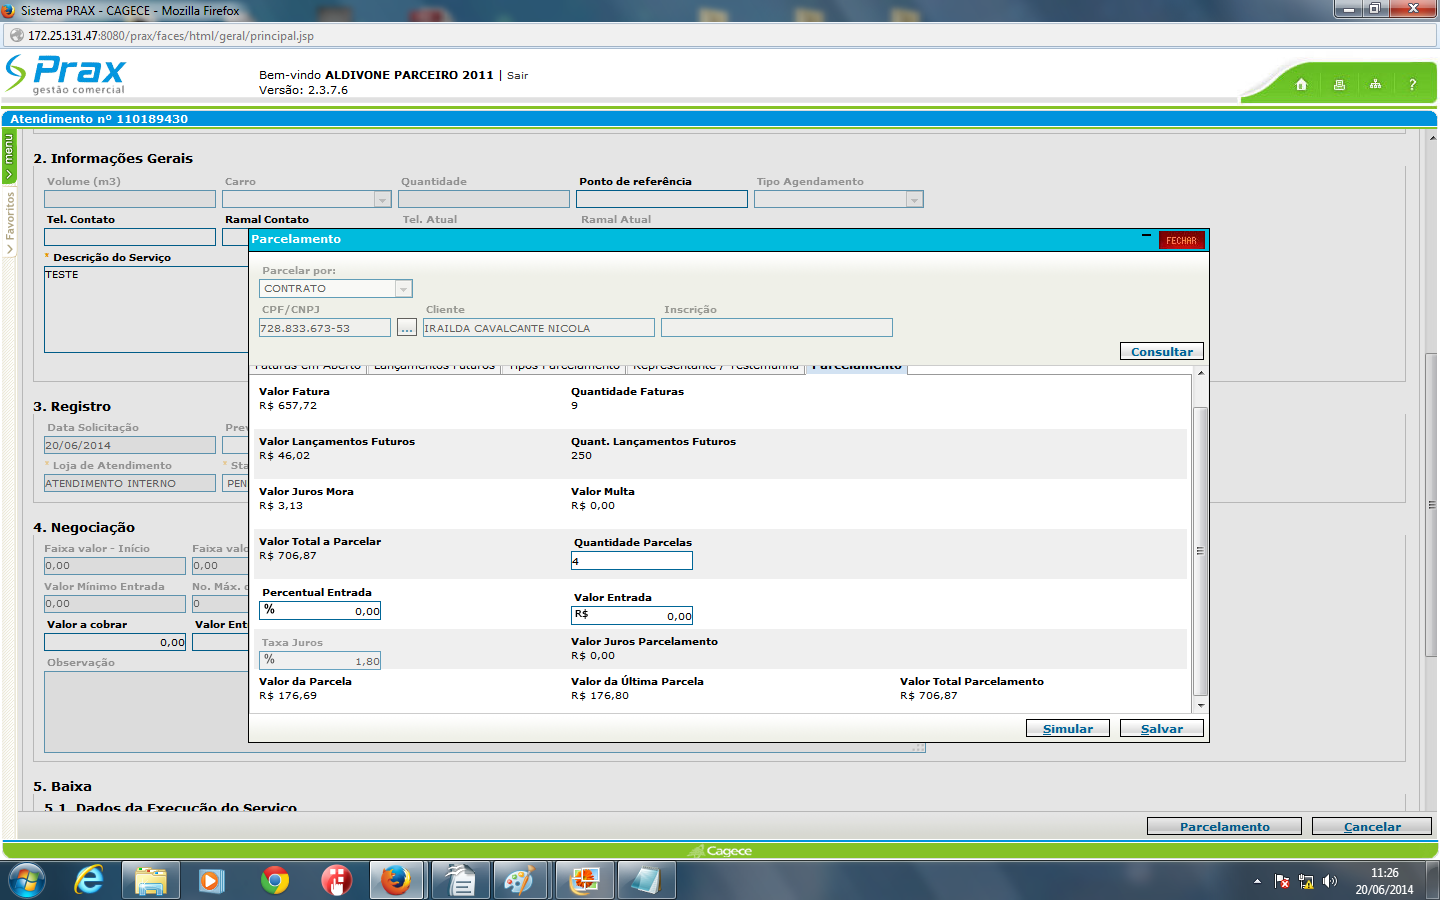 Sistema PRAX - CAGECE - Mozilla Firefox
172.25.131.47:8080/prax/faces/html/geral/principal.jsp
Prax
gestão comercial
Bem-vindo ALDIVONE PARCEIRO 2011 | Sair
Versão: 2.3.7.6
?
Atendimento nº 110189430
menu
Favoritos
2. Informações Gerais
Volume (m3) Carro Quantidade Ponto de referência Tipo Agendamento
Tel. Contato Ramal Contato Tel. Atual Ramal Atual
* Descrição do Serviço
TESTE
Parcelamento
FECHAR
Parcelar por:
CONTRATO
CPF/CNPJ Cliente Inscrição
728.833.673-53 ... IRAILDA CAVALCANTE NICOLA
Consultar
Faturas em Aberto Lançamentos Futuros Tipos Parcelamento Representante / Testemunha Parcelamento
Valor Fatura Quantidade Faturas
R$ 657,72 9
Valor Lançamentos Futuros Quant. Lançamentos Futuros
R$ 46,02 250
Valor Juros Mora Valor Multa
R$ 3,13 R$ 0,00
Valor Total a Parcelar Quantidade Parcelas
R$ 706,87 4
Percentual Entrada Valor Entrada
% 0,00 R$ 0,00
Taxa Juros Valor Juros Parcelamento
% 1,80 R$ 0,00
Valor da Parcela Valor da Última Parcela Valor Total Parcelamento
R$ 176,69 R$ 176,80 R$ 706,87
Simular Salvar
3. Registro
Data Solicitação Prev
20/06/2014
* Loja de Atendimento * Sta
ATENDIMENTO INTERNO PEN
4. Negociação
Faixa valor - Início Faixa valo
0,00 0,00
Valor Mínimo Entrada No. Máx. 
0,00 0
Valor a cobrar Valor Ent
0,00
Observação
5. Baixa
5.1. Dados da Execução do Serviço
Parcelamento Cancelar
Cagece
11:26
20/06/2014